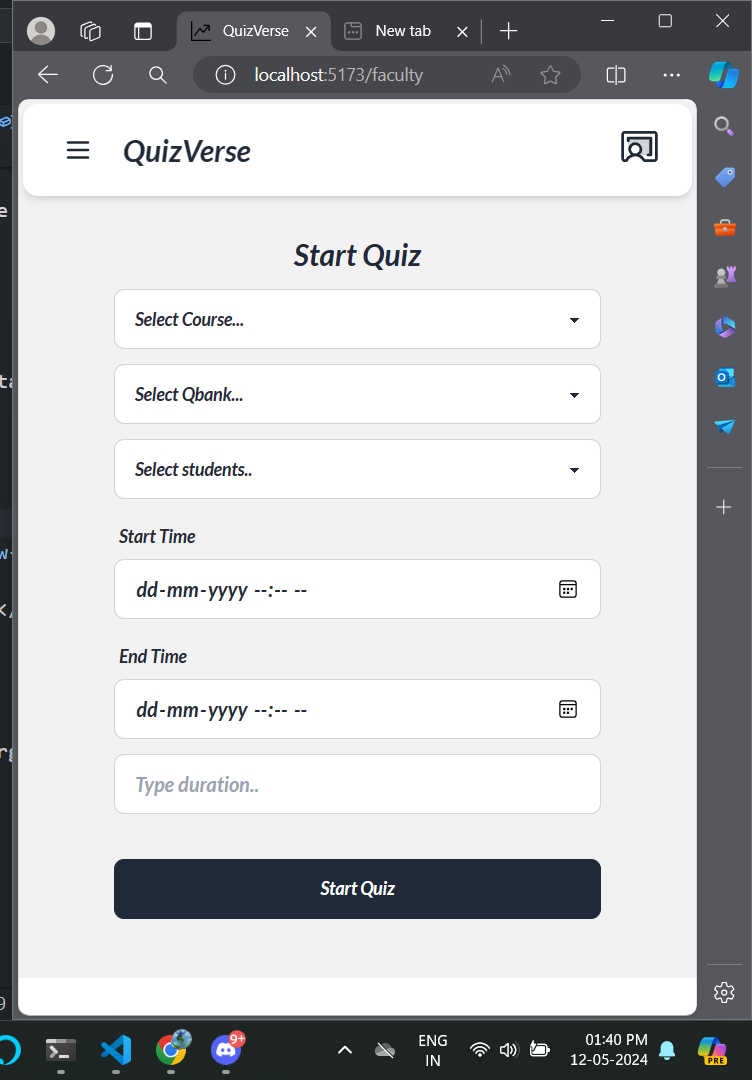 QuizVerse
New tab
localhost:5173/faculty
QuizVerse
Start Quiz
Select Course...
Select Qbank...
Select students..
Start Time
dd-mm-yyyy --:-- --
End Time
dd-mm-yyyy --:-- --
Type duration..
Start Quiz
9+
ENG
IN
01:40 PM
12-05-2024
PRE